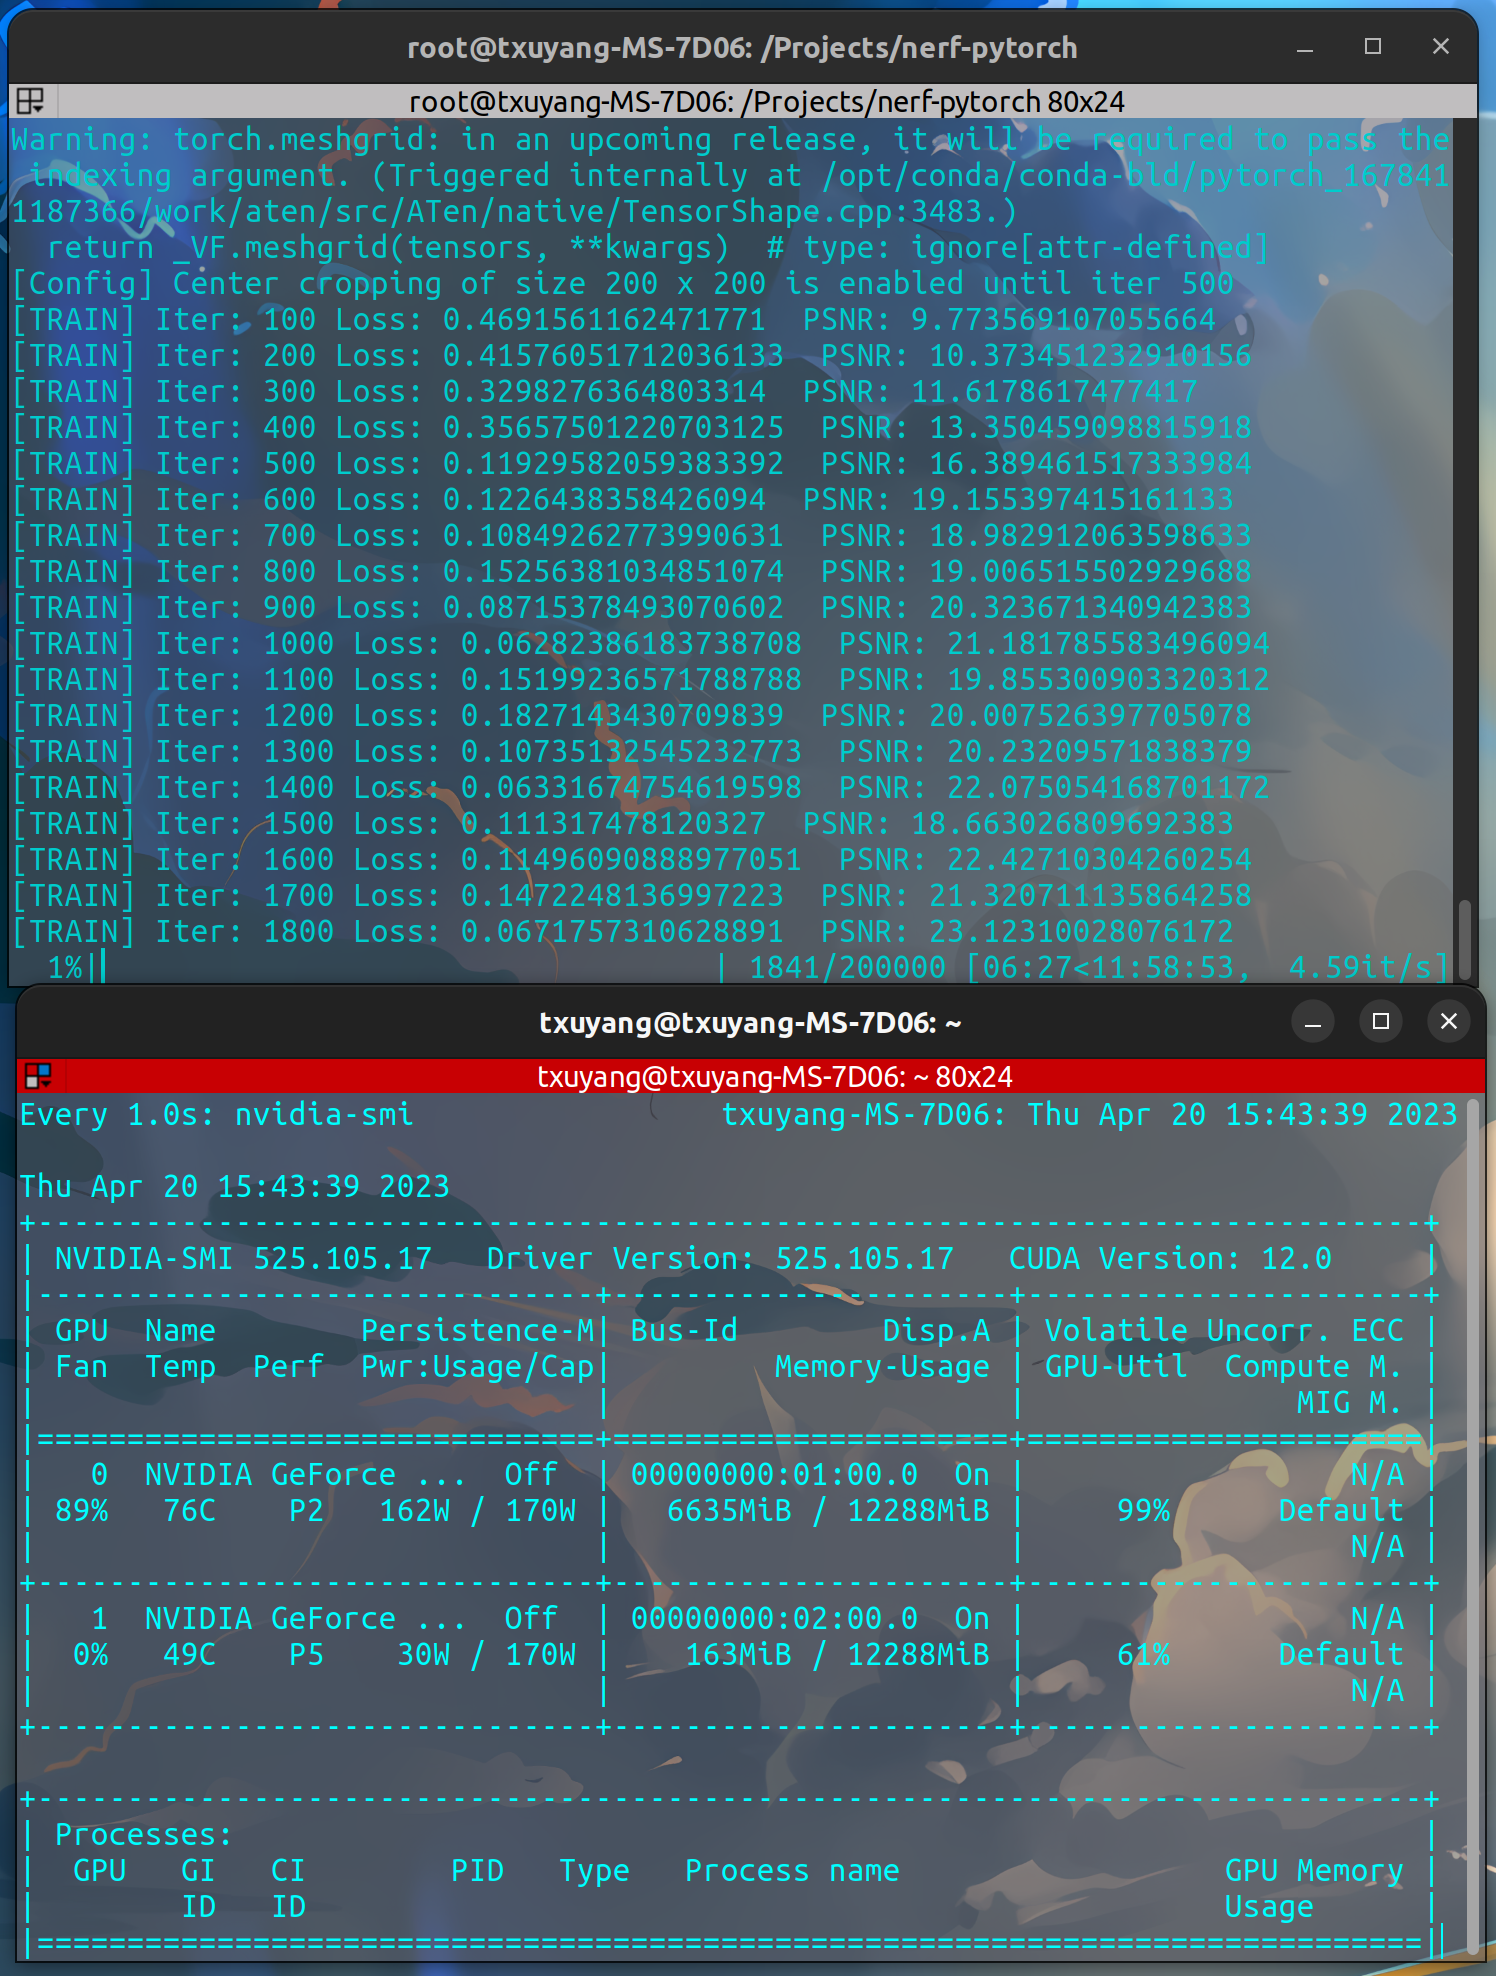 root@txuyang-MS-7D06: /Projects/nerf-pytorch
root@txuyang-MS-7D06: /Projects/nerf-pytorch 80x24
Warning: torch.meshgrid: in an upcoming release, it will be required to pass the
 indexing argument. (Triggered internally at /opt/conda/conda-bld/pytorch_167841
1187366/work/aten/src/ATen/native/TensorShape.cpp:3483.)
  return _VF.meshgrid(tensors, **kwargs)  # type: ignore[attr-defined]
[Config] Center cropping of size 200 x 200 is enabled until iter 500
[TRAIN] Iter: 100 Loss: 0.4691561162471771  PSNR: 9.773569107055664
[TRAIN] Iter: 200 Loss: 0.41576051712036133  PSNR: 10.373451232910156
[TRAIN] Iter: 300 Loss: 0.3298276364803314  PSNR: 11.6178617477417
[TRAIN] Iter: 400 Loss: 0.35657501220703125  PSNR: 13.350459098815918
[TRAIN] Iter: 500 Loss: 0.11929582059383392  PSNR: 16.389461517333984
[TRAIN] Iter: 600 Loss: 0.1226438358426094  PSNR: 19.155397415161133
[TRAIN] Iter: 700 Loss: 0.10849262773990631  PSNR: 18.982912063598633
[TRAIN] Iter: 800 Loss: 0.15256381034851074  PSNR: 19.006515502929688
[TRAIN] Iter: 900 Loss: 0.08715378493070602  PSNR: 20.323671340942383
[TRAIN] Iter: 1000 Loss: 0.06282386183738708  PSNR: 21.181785583496094
[TRAIN] Iter: 1100 Loss: 0.15199236571788788  PSNR: 19.855300903320312
[TRAIN] Iter: 1200 Loss: 0.1827143430709839  PSNR: 20.007526397705078
[TRAIN] Iter: 1300 Loss: 0.10735132545232773  PSNR: 20.23209571838379
[TRAIN] Iter: 1400 Loss: 0.06331674754619598  PSNR: 22.075054168701172
[TRAIN] Iter: 1500 Loss: 0.111317478120327  PSNR: 18.663026809692383
[TRAIN] Iter: 1600 Loss: 0.11496090888977051  PSNR: 22.42710304260254
[TRAIN] Iter: 1700 Loss: 0.1472248136997223  PSNR: 21.320711135864258
[TRAIN] Iter: 1800 Loss: 0.0671757310628891  PSNR: 23.12310028076172
  1%|                                  | 1841/200000 [06:27<11:58:53,  4.59it/s]
txuyang@txuyang-MS-7D06: ~
txuyang@txuyang-MS-7D06: ~ 80x24
Every 1.0s: nvidia-smi                 txuyang-MS-7D06: Thu Apr 20 15:43:39 2023
Thu Apr 20 15:43:39 2023
+-----------------------------------------------------------------------------+
| NVIDIA-SMI 525.105.17   Driver Version: 525.105.17   CUDA Version: 12.0     |
|-------------------------------+----------------------+----------------------+
| GPU  Name        Persistence-M| Bus-Id        Disp.A | Volatile Uncorr. ECC |
| Fan  Temp  Perf  Pwr:Usage/Cap|         Memory-Usage | GPU-Util  Compute M. |
|                               |                      |               MIG M. |
|===============================+======================+======================|
|   0  NVIDIA GeForce ...  Off  | 00000000:01:00.0  On |                  N/A |
| 89%   76C    P2   162W / 170W |   6635MiB / 12288MiB |     99%      Default |
|                               |                      |                  N/A |
+-------------------------------+----------------------+----------------------+
|   1  NVIDIA GeForce ...  Off  | 00000000:02:00.0  On |                  N/A |
|  0%   49C    P5    30W / 170W |    163MiB / 12288MiB |     61%      Default |
|                               |                      |                  N/A |
+-------------------------------+----------------------+----------------------+
+-----------------------------------------------------------------------------+
| Processes:                                                                  |
|  GPU   GI   CI        PID   Type   Process name                  GPU Memory |
|        ID   ID                                                   Usage      |
|=============================================================================|